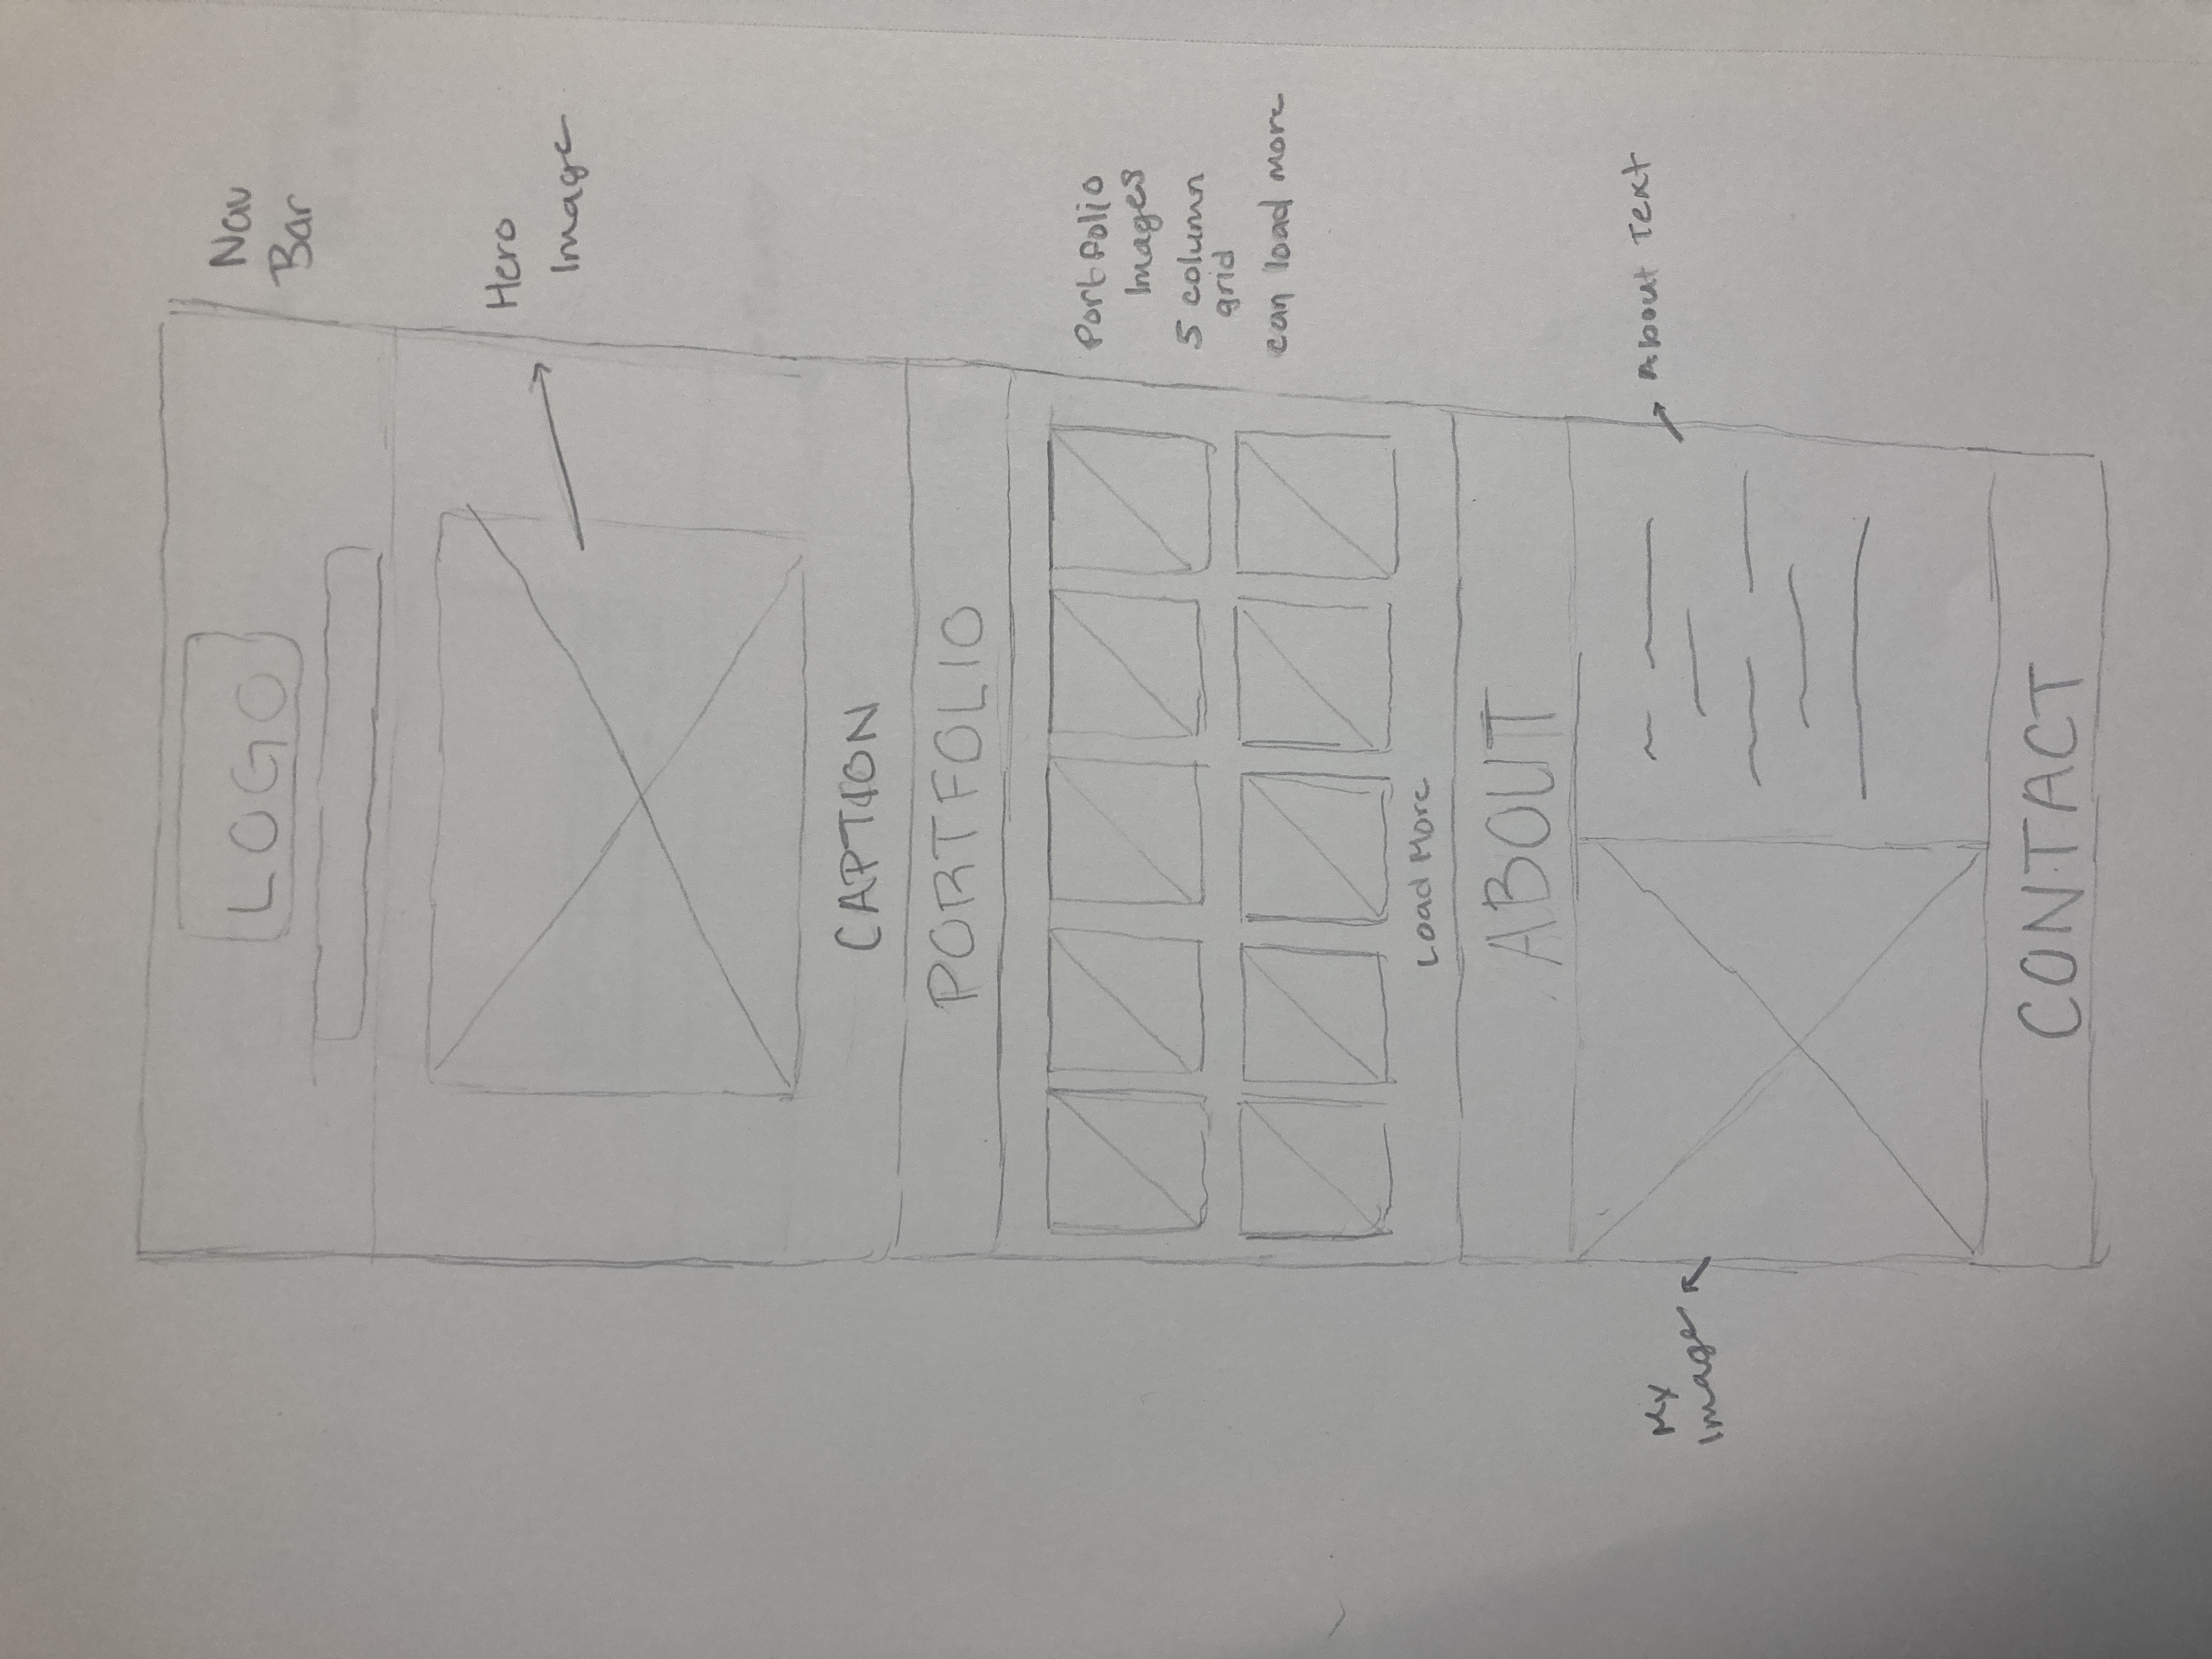 LOGO
Nav
Bar
Hero
Image
CAPTION
PORTFOLIO
Portfolio
Images
5 column
grid
can load more
Load More
ABOUT
My
Image
About Text
CONTACT